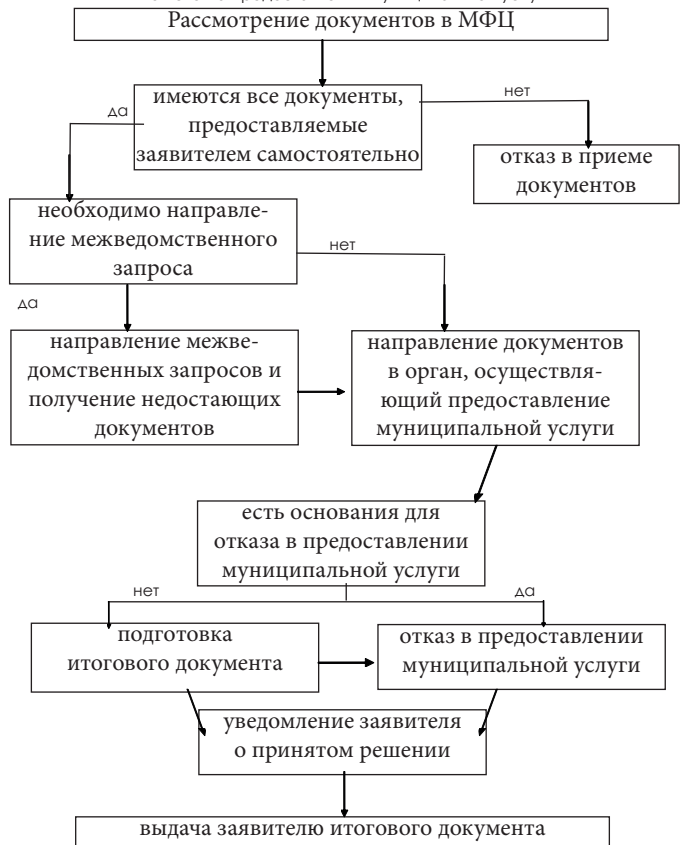 Рассмотрение документов в МФЦ
имеются все документы,
предоставляемые
заявителем самостоятельно
да
нет
отказ в приеме
документов
необходимо направле-
ние межведомственного
запроса
нет
да
направление межве-
домственных запросов и
получение недостающих
документов
направление документов
в орган, осуществля-
ющий предоставление
муниципальной услуги
есть основания для
отказа в предоставлении
муниципальной услуги
нет
да
подготовка
итогового документа
отказ в предоставлении
муниципальной услуги
уведомление заявителя
о принятом решении
выдача заявителю итогового документа